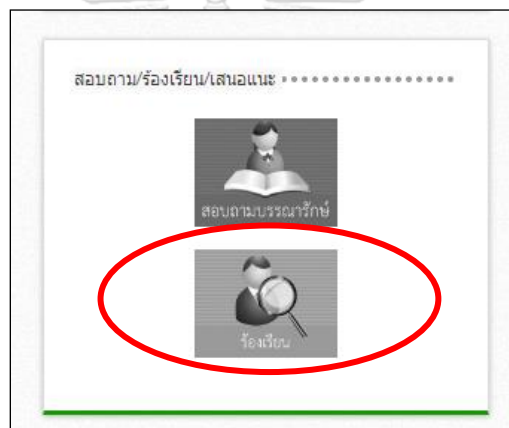 สอบถาม/ร้องเรียน/เสนอแนะ
สอบถามบรรณารักษ์
ร้องเรียน